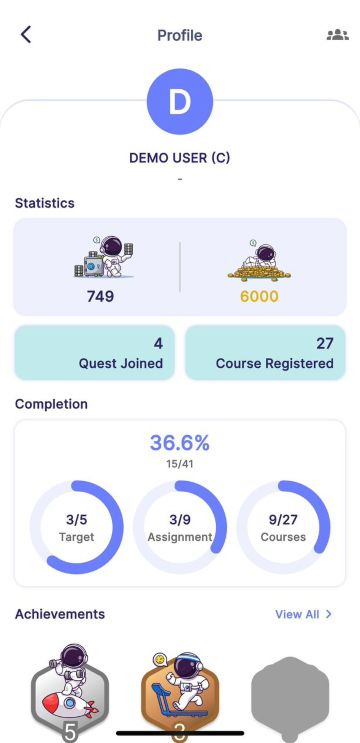 Profile
D
DEMO USER (C)
-
Statistics
749
6000
4
Quest Joined
27
Course Registered
Completion
36.6%
15/41
3/5
Target
3/9
Assignment
9/27
Courses
Achievements
View All >
5
3